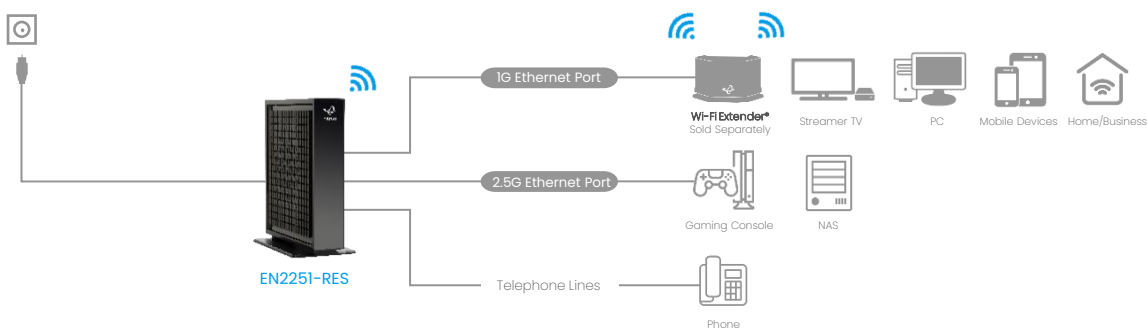 1G Ethernet Port
Wi-Fi Extender*
Sold Separately
Streamer TV
PC
Mobile Devices
Home/Business
2.5G Ethernet Port
Gaming Console
NAS
EN2251-RES
Telephone Lines
Phone